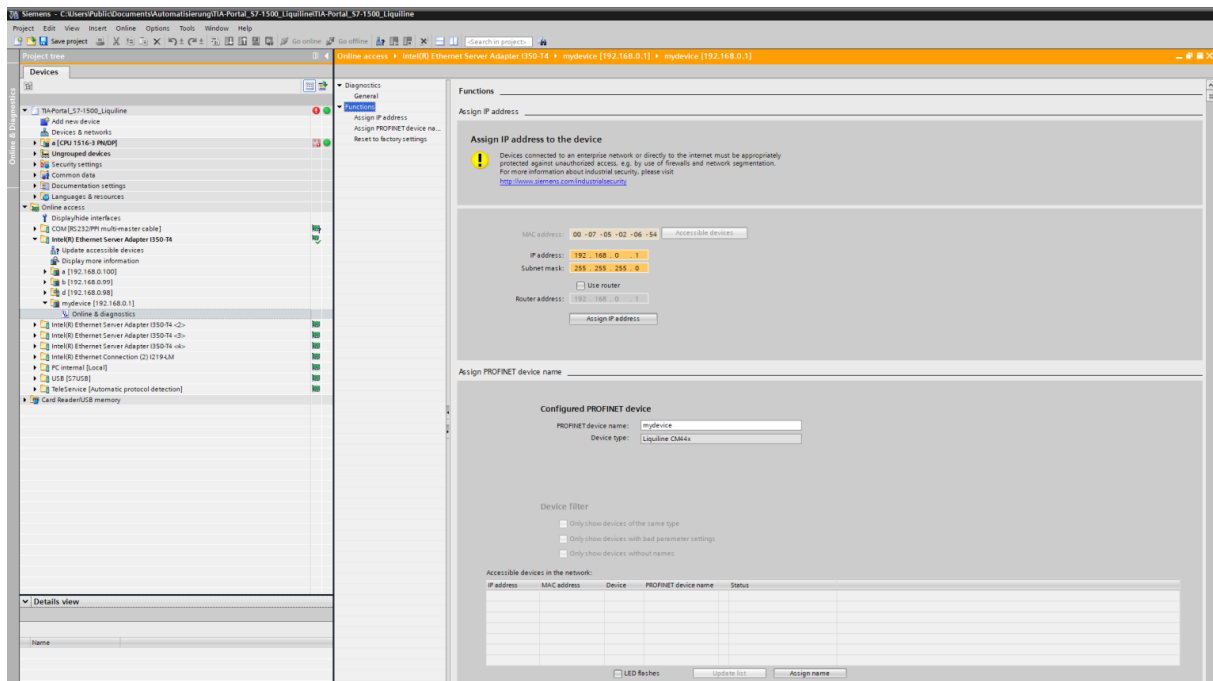 Siemens - C:\Users\Public\Documents\Automatisierung\TIA-Portal_S7-1500_Liquiline\TIA-Portal_S7-1500_Liquiline
Project Edit View Insert Online Options Tools Window Help
Save project Go online Go offline <Search in project>
Project tree
Online access ▸ Intel(R) Ethernet Server Adapter I350-T4 ▸ mydevice [192.168.0.1] ▸ mydevice [192.168.0.1]
Devices
Online & Diagnostics
TIA-Portal_S7-1500_Liquiline
Add new device
Devices & networks
a [CPU 1516-3 PN/DP]
Ungrouped devices
Security settings
Common data
Documentation settings
Languages & resources
Online access
Display/hide interfaces
COM [RS232/PPI multi-master cable]
Intel(R) Ethernet Server Adapter I350-T4
Update accessible devices
Display more information
a [192.168.0.100]
b [192.168.0.99]
d [192.168.0.98]
mydevice [192.168.0.1]
Online & diagnostics
Intel(R) Ethernet Server Adapter I350-T4 <2>
Intel(R) Ethernet Server Adapter I350-T4 <3>
Intel(R) Ethernet Server Adapter I350-T4 <4>
Intel(R) Ethernet Connection (2) I219-LM
PC internal [Local]
USB [S7USB]
TeleService [Automatic protocol detection]
Card Reader/USB memory
Details view
Name
Diagnostics
General
Functions
Assign IP address
Assign PROFINET device na...
Reset to factory settings
Functions
Assign IP address
Assign IP address to the device
Devices connected to an enterprise network or directly to the internet must be appropriately
protected against unauthorized access, e.g. by use of firewalls and network segmentation.
For more information about industrial security, please visit
http://www.siemens.com/industrialsecurity
MAC address: 00 -07 -05 -02 -06 -54 Accessible devices
IP address: 192 . 168 . 0 . 1
Subnet mask: 255 . 255 . 255 . 0
Use router
Router address: 192 . 168 . 0 . 1
Assign IP address
Assign PROFINET device name
Configured PROFINET device
PROFINET device name: mydevice
Device type: Liquiline CM44x
Device filter
Only show devices of the same type
Only show devices with bad parameter settings
Only show devices without names
Accessible devices in the network:
IP address MAC address Device PROFINET device name Status
LED flashes Update list Assign name